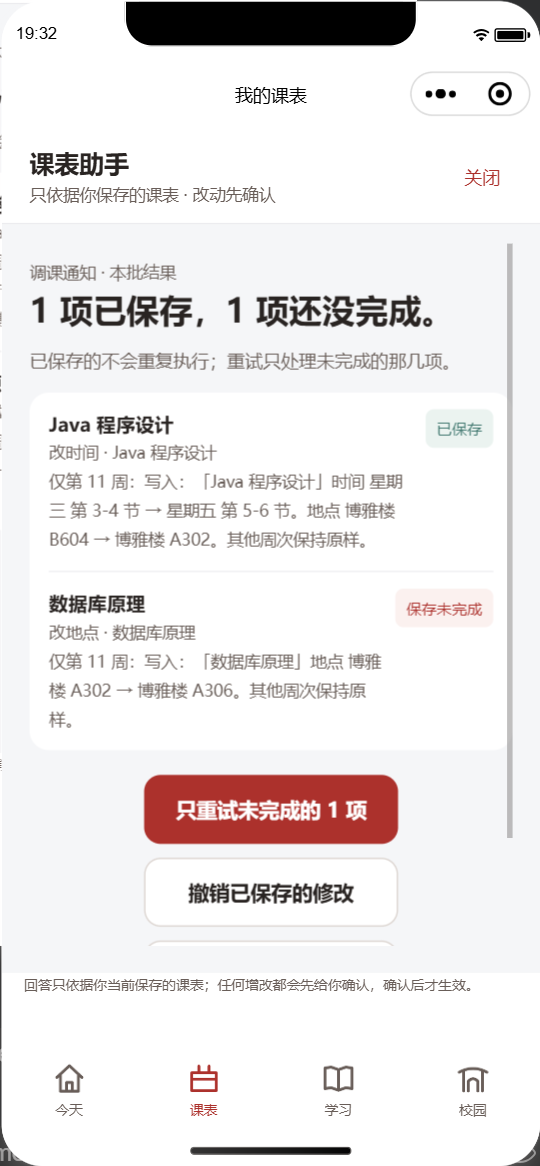 19:32
我的课表
课表助手
只依据你保存的课表 · 改动先确认
关闭
调课通知 · 本批结果
1 项已保存，1 项还没完成。
已保存的不会重复执行；重试只处理未完成的那几项。
Java 程序设计
已保存
改时间 · Java 程序设计
仅第 11 周：写入：「Java 程序设计」时间 星期
三 第 3-4 节 → 星期五 第 5-6 节。地点 博雅楼
B604 → 博雅楼 A302。其他周次保持原样。
数据库原理
保存未完成
改地点 · 数据库原理
仅第 11 周：写入：「数据库原理」地点 博雅
楼 A302 → 博雅楼 A306。其他周次保持原
样。
只重试未完成的 1 项
撤销已保存的修改
回答只依据你当前保存的课表；任何增改都会先给你确认，确认后才生效。
今天
课表
学习
校园